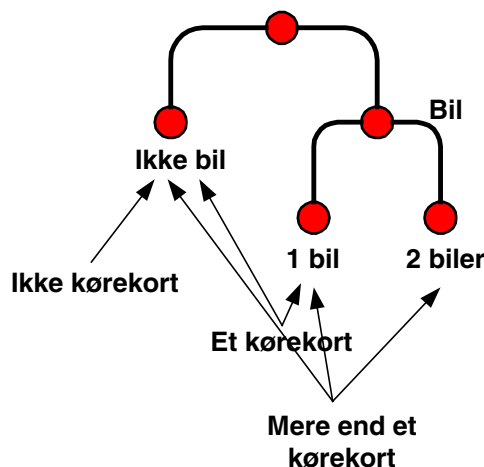 Bil
Ikke bil
1 bil
2 biler
Ikke kørekort
Et kørekort
Mere end et
kørekort